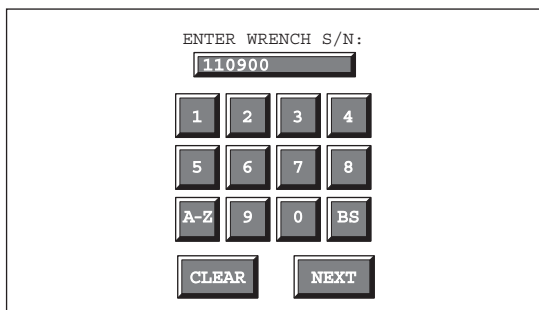 ENTER WRENCH S/N:
110900
1 2 3 4
5 6 7 8
A-Z 9 0 BS
CLEAR NEXT